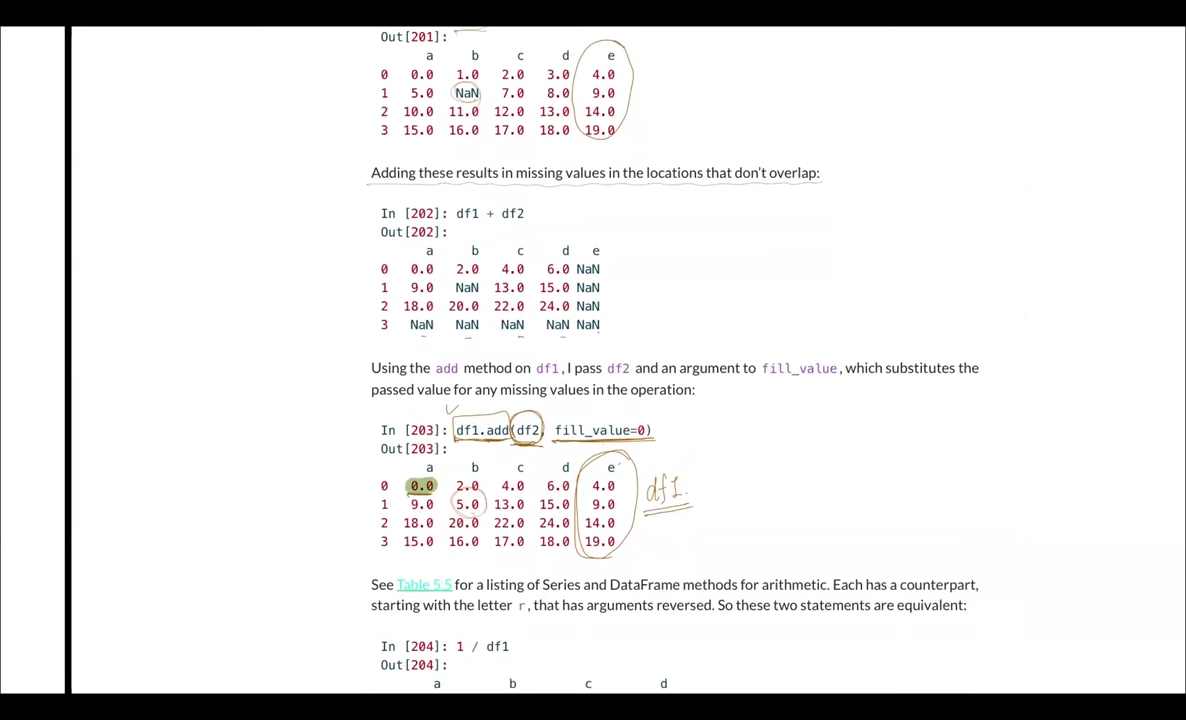 Out[201]:
a b c d e
0 0.0 1.0 2.0 3.0 4.0
1 5.0 NaN 7.0 8.0 9.0
2 10.0 11.0 12.0 13.0 14.0
3 15.0 16.0 17.0 18.0 19.0
Adding these results in missing values in the locations that don’t overlap:
In [202]: df1 + df2
Out[202]:
a b c d e
0 0.0 2.0 4.0 6.0 NaN
1 9.0 NaN 13.0 15.0 NaN
2 18.0 20.0 22.0 24.0 NaN
3 NaN NaN NaN NaN NaN
Using the add method on df1, I pass df2 and an argument to fill_value, which substitutes the
passed value for any missing values in the operation:
In [203]: df1.add(df2, fill_value=0)
Out[203]:
a b c d e
0 0.0 2.0 4.0 6.0 4.0 df1.
1 9.0 5.0 13.0 15.0 9.0
2 18.0 20.0 22.0 24.0 14.0
3 15.0 16.0 17.0 18.0 19.0
See Table 5.5 for a listing of Series and DataFrame methods for arithmetic. Each has a counterpart,
starting with the letter r, that has arguments reversed. So these two statements are equivalent:
In [204]: 1 / df1
Out[204]:
a b c d